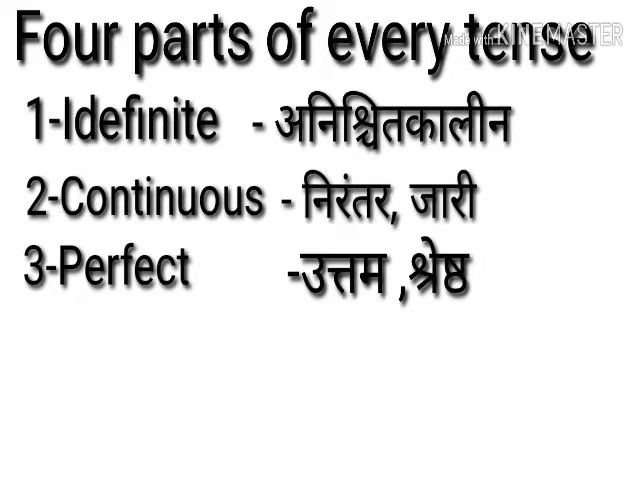 Four parts of every tense
Made with KINEMASTER
1-Idefinite - अनिश्चितकालीन
2-Continuous - निरंतर, जारी
3-Perfect -उत्तम ,श्रेष्ठ